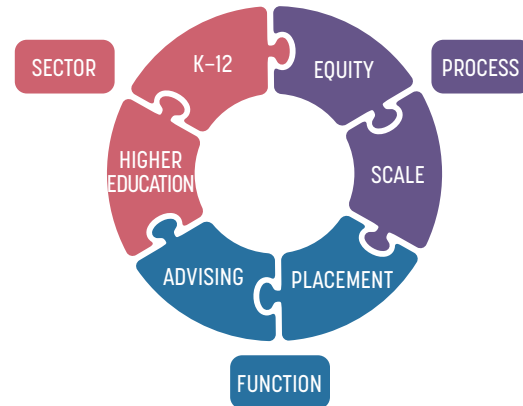 SECTOR
K–12
EQUITY
PROCESS
HIGHER
EDUCATION
SCALE
ADVISING
PLACEMENT
FUNCTION